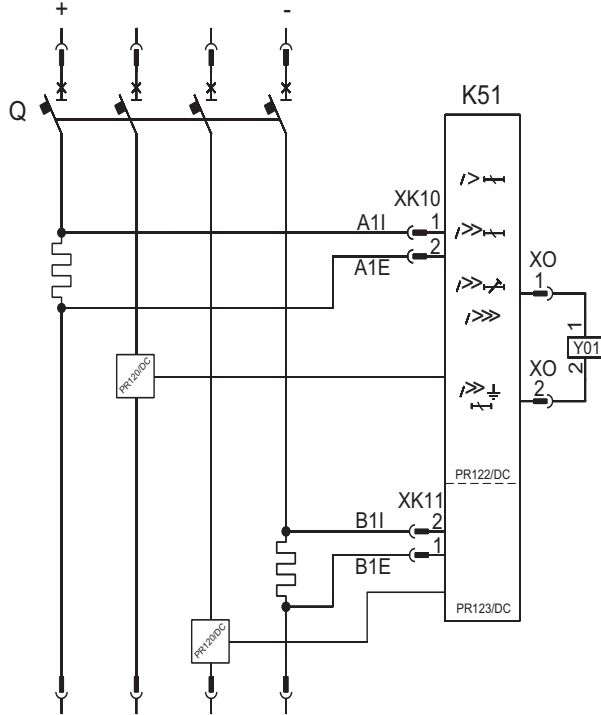 +
-
Q
K51
I>
XK10
A1I
1
I>>
2
A1E
I>>
I>>>
XO
1
1
Y01
2
PR120/DC
I>>
XO
2
PR122/DC
XK11
B1I
2
1
B1E
PR123/DC
PR120/DC